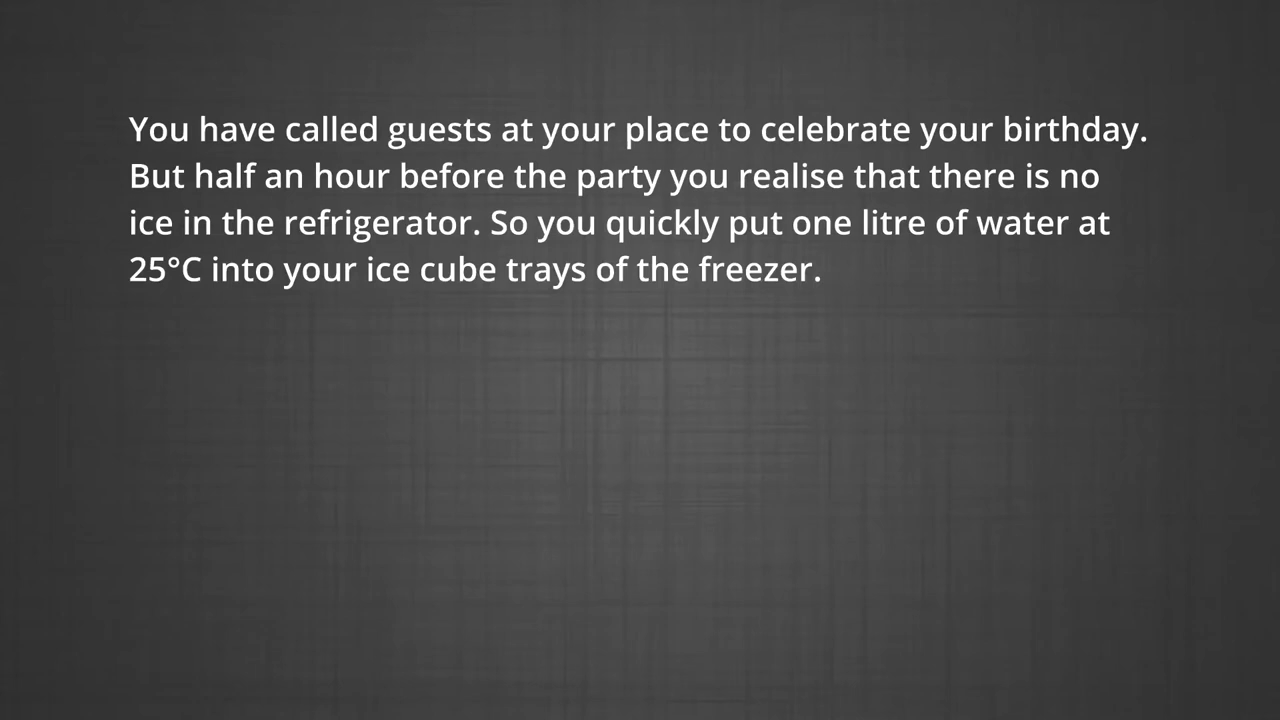 You have called guests at your place to celebrate your birthday.
But half an hour before the party you realise that there is no
ice in the refrigerator. So you quickly put one litre of water at
25°C into your ice cube trays of the freezer.